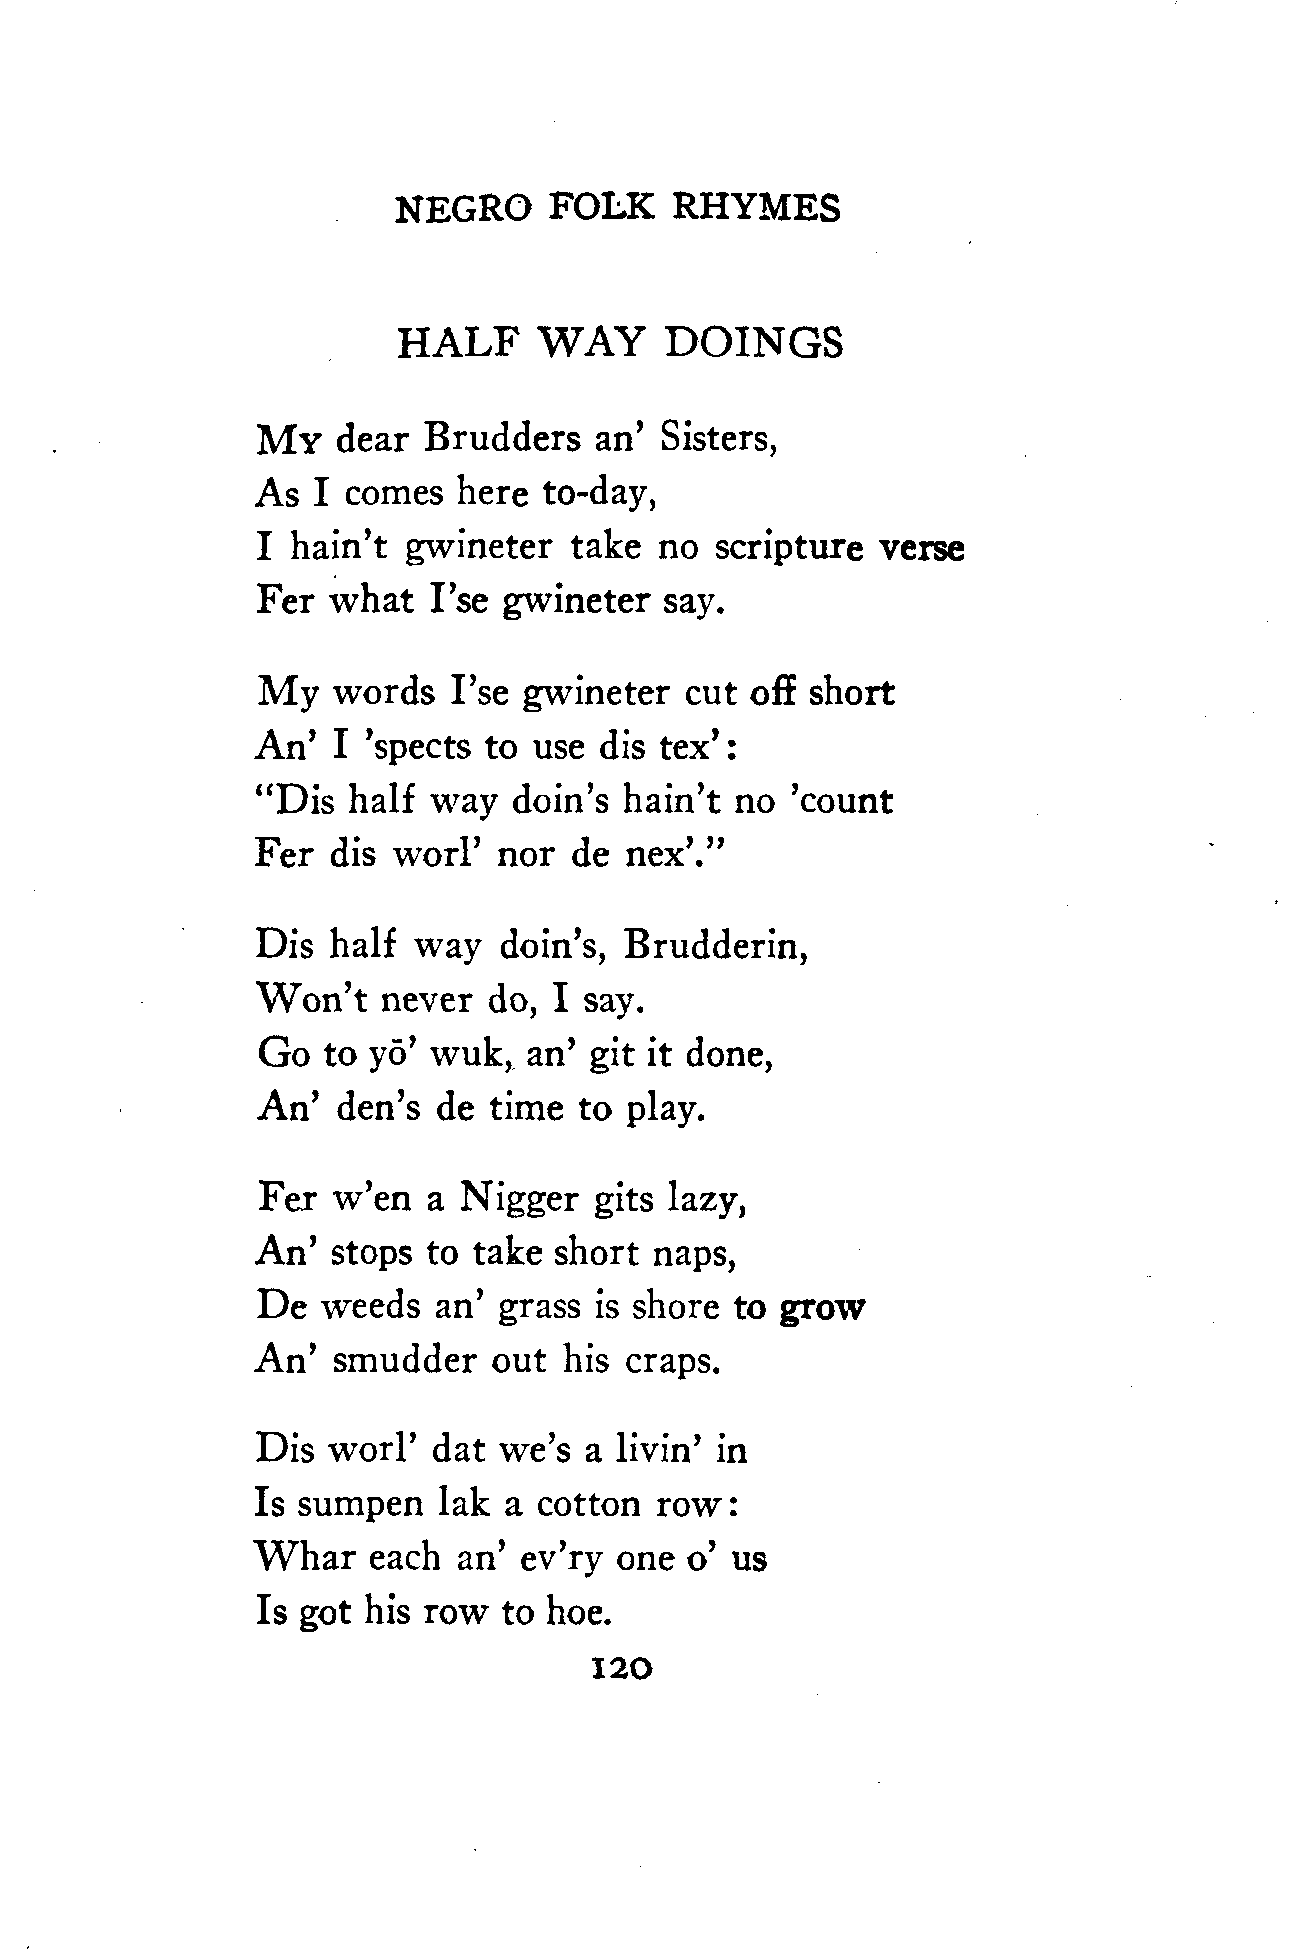 NEGRO FOLK RHYMES
HALF WAY DOINGS
MY dear Brudders an' Sisters,
As I comes here to-day,
I hain't gwineter take no scripture verse
Fer what I'se gwineter say.
My words I'se gwineter cut off short
An' I 'spects to use dis tex':
"Dis half way doin's hain't no 'count
Fer dis worl' nor de nex'."
Dis half way doin's, Brudderin,
Won't never do, I say.
Go to yō' wuk, an' git it done,
An' den's de time to play.
Fer w'en a Nigger gits lazy,
An' stops to take short naps,
De weeds an' grass is shore to grow
An' smudder out his craps.
Dis worl' dat we's a livin' in
Is sumpen lak a cotton row:
Whar each an' ev'ry one o' us
Is got his row to hoe.
120